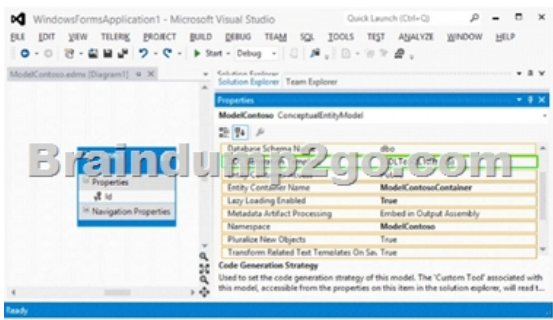 WindowsFormsApplication1 - Microsoft Visual Studio
Quick Launch (Ctrl+Q)
FILE EDIT VIEW TELERIK PROJECT BUILD DEBUG TEAM SQL TOOLS TEST ANALYZE WINDOW HELP
Start - Debug
ModelContoso.edmx [Diagram1]
Solution Explorer
Solution Explorer Team Explorer
Properties
ModelContoso ConceptualEntityModel
Database Schema Name dbo
Braindump2go.com
Entity Container Name ModelContosoContainer
Lazy Loading Enabled True
Metadata Artifact Processing Embed in Output Assembly
Namespace ModelContoso
Pluralize New Objects True
Transform Related Text Templates On Sav True
Properties
Id
Navigation Properties
Code Generation Strategy
Used to set the code generation strategy of this model. The 'Custom Tool' associated with
this model, accessible from the properties on this item in the solution explorer, will read t...
Ready